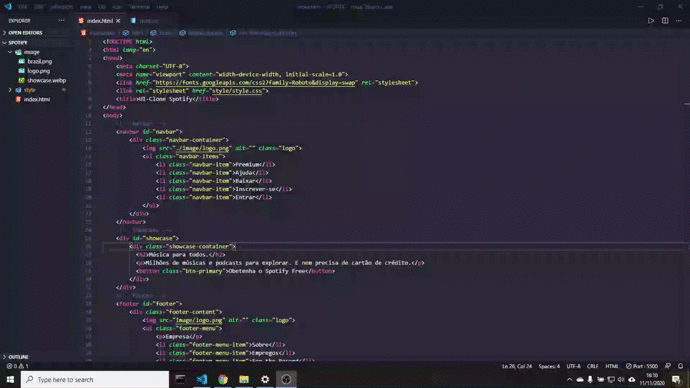 EXPLORER
index.html
OPEN EDITORS
SPOTIFY
image
brazil.png
logo.png
showcase.webp
style
index.html
<!DOCTYPE html>
<html lang="en">
<head>
<meta charset="UTF-8">
<meta name="viewport" content="width=device-width, initial-scale=1.0">
<link href="https://fonts.googleapis.com/css2?family=Roboto&display=swap" rel="stylesheet">
<link rel="stylesheet" href="style/style.css">
<title>UI-Clone Spotify</title>
</head>
<body>
<navbar id="navbar">
<div class="navbar-container">
<img src="./image/logo.png" alt="" class="logo">
<ul class="navbar-items">
<li class="navbar-item">Premium</li>
<li class="navbar-item">Ajuda</li>
<li class="navbar-item">Baixar</li>
<li class="navbar-item">Inscrever-se</li>
<li class="navbar-item">Entrar</li>
</ul>
</div>
</navbar>
<div id="showcase">
<div class="showcase-container">
<h2>Música para todos.</h2>
<p>Milhões de músicas e podcasts para explorar. E nem precisa de cartão de crédito.</p>
<button class="btn-primary">Obetenha o Spotify Free</button>
</div>
</div>
<footer id="footer">
<div class="footer-content">
<img src="image/logo.png" alt="" class="logo">
<ul class="footer-menu">
<p>Empresa</p>
<li class="footer-menu-item">Sobre</li>
<li class="footer-menu-item">Empregos</li>
OUTLINE
0 1
Ln 26, Col 24
Spaces: 4
UTF-8
CRLF
HTML
Port : 5500
Type here to search
16:10
11/11/2020